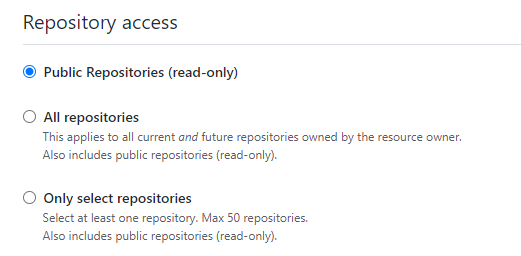 Repository access
Public Repositories (read-only)
All repositories
This applies to all current and future repositories owned by the resource owner.
Also includes public repositories (read-only).
Only select repositories
Select at least one repository. Max 50 repositories.
Also includes public repositories (read-only).